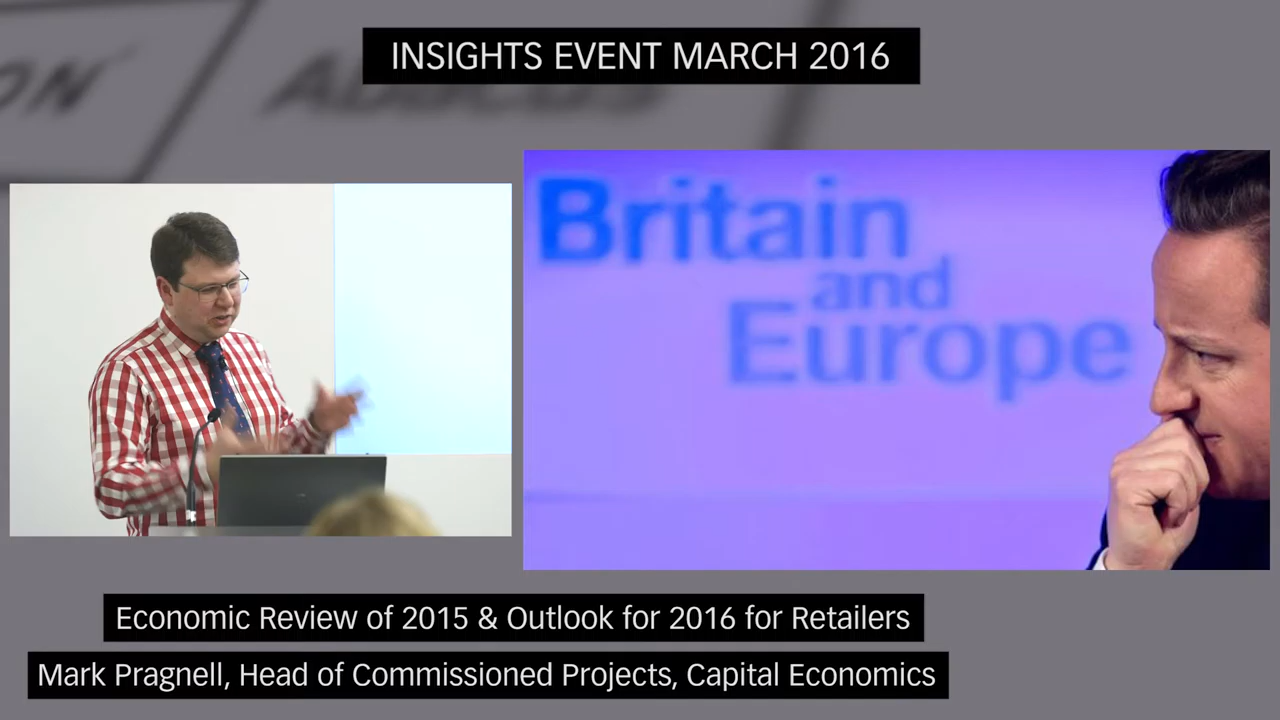 INSIGHTS EVENT MARCH 2016
Britain
and
Europe
Economic Review of 2015 & Outlook for 2016 for Retailers
Mark Pragnell, Head of Commissioned Projects, Capital Economics